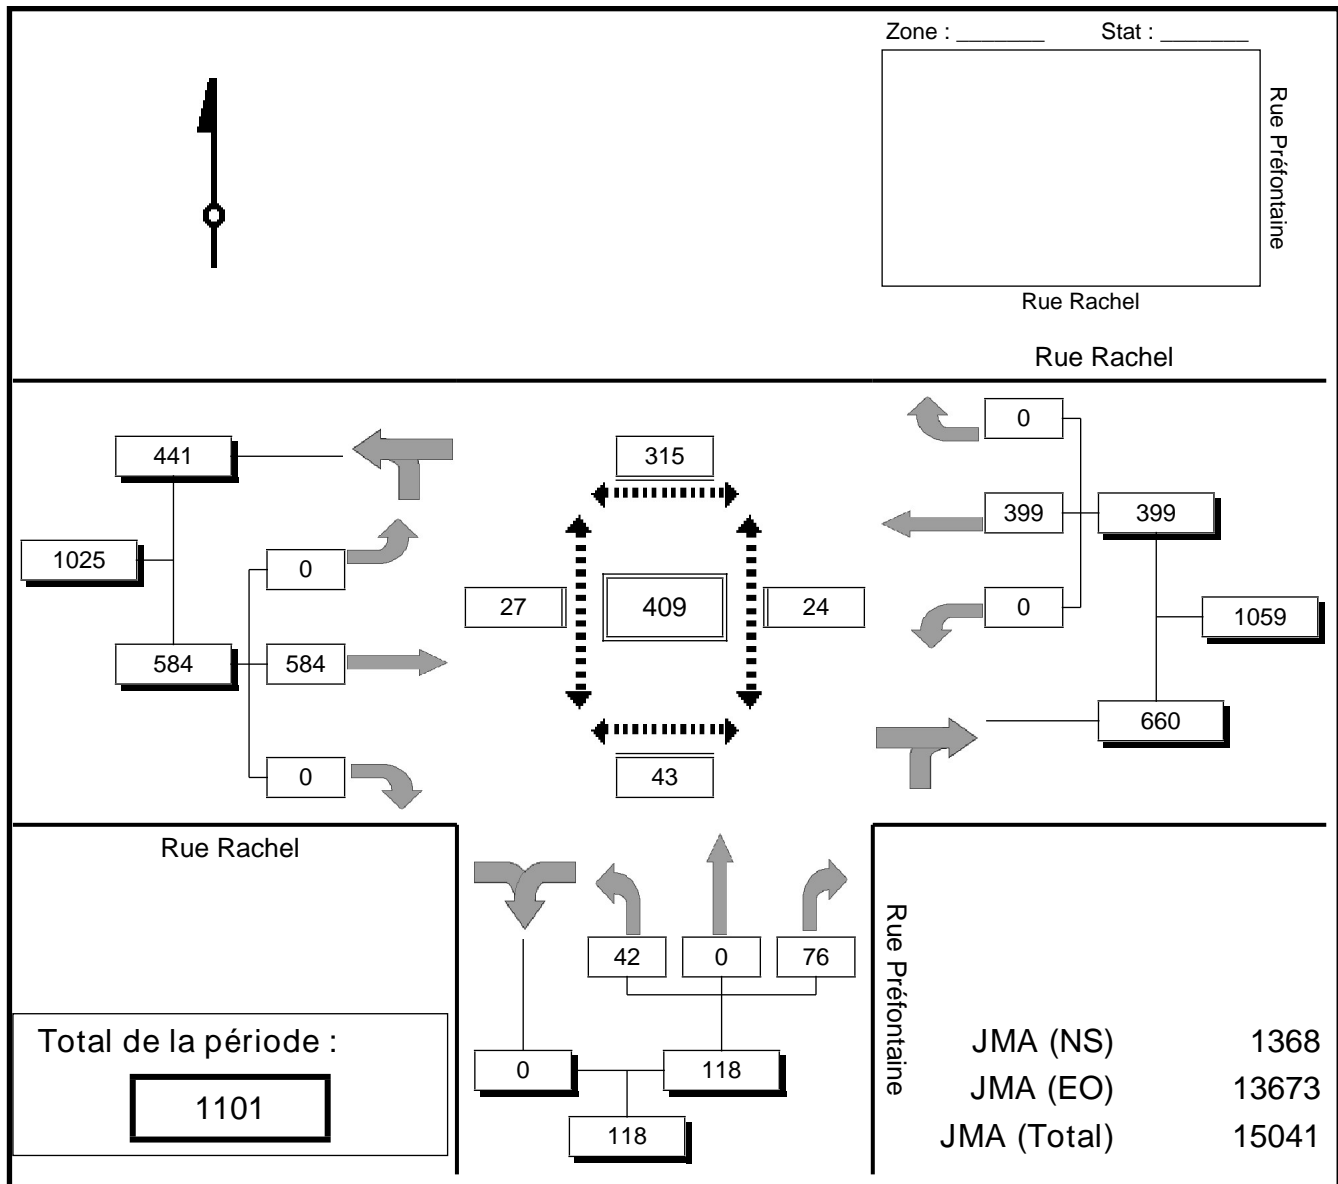 Zone : _______ Stat : _______
Rue Préfontaine
Rue Rachel
Rue Rachel
0
441
315
399
399
1025
0
27
409
24
0
1059
584
584
660
0
43
Rue Rachel
Rue Préfontaine
42
0
76
Total de la période :
1101
0
118
118
JMA (NS) 1368
JMA (EO) 13673
JMA (Total) 15041